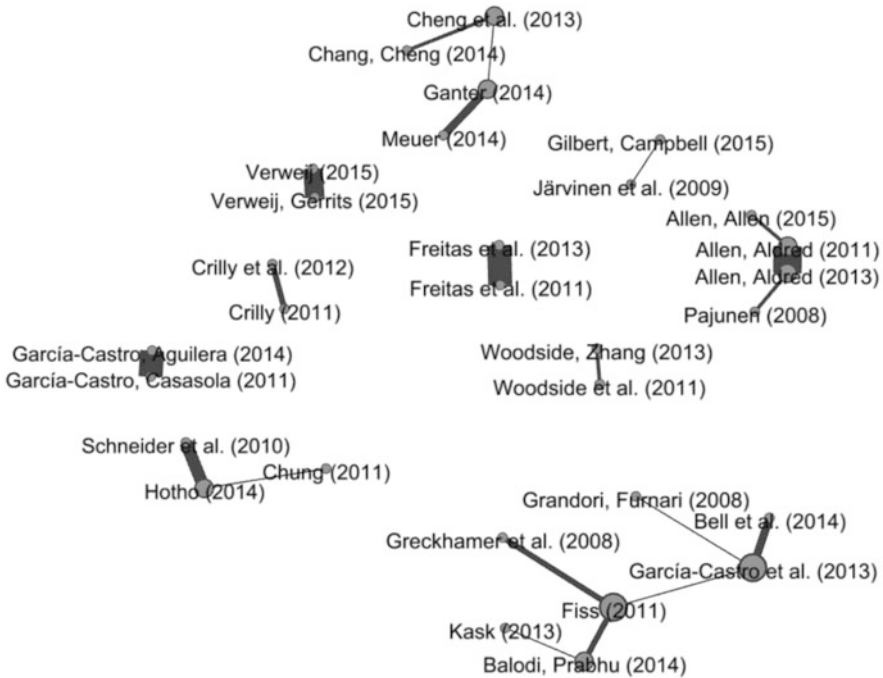 Cheng et al. (2013)
Chang, Cheng (2014)
Ganter (2014)
Meuer (2014)
Gilbert, Campbell (2015)
Verweij (2015)
Järvinen et al. (2009)
Verweij, Gerrits (2015)
Allen, Allen (2015)
Freitas et al. (2013)
Allen, Aldred (2011)
Crilly et al. (2012)
Allen, Aldred (2013)
Freitas et al. (2011)
Crilly (2011)
Pajunen (2008)
García-Castro, Aguilera (2014)
Woodside, Zhang (2013)
García-Castro, Casasola (2011)
Woodside et al. (2011)
Schneider et al. (2010)
Chung (2011)
Hotho (2014)
Grandori, Furnari (2008)
Bell et al. (2014)
Greckhamer et al. (2008)
García-Castro et al. (2013)
Fiss (2011)
Kask (2013)
Balodi, Prabhu (2014)